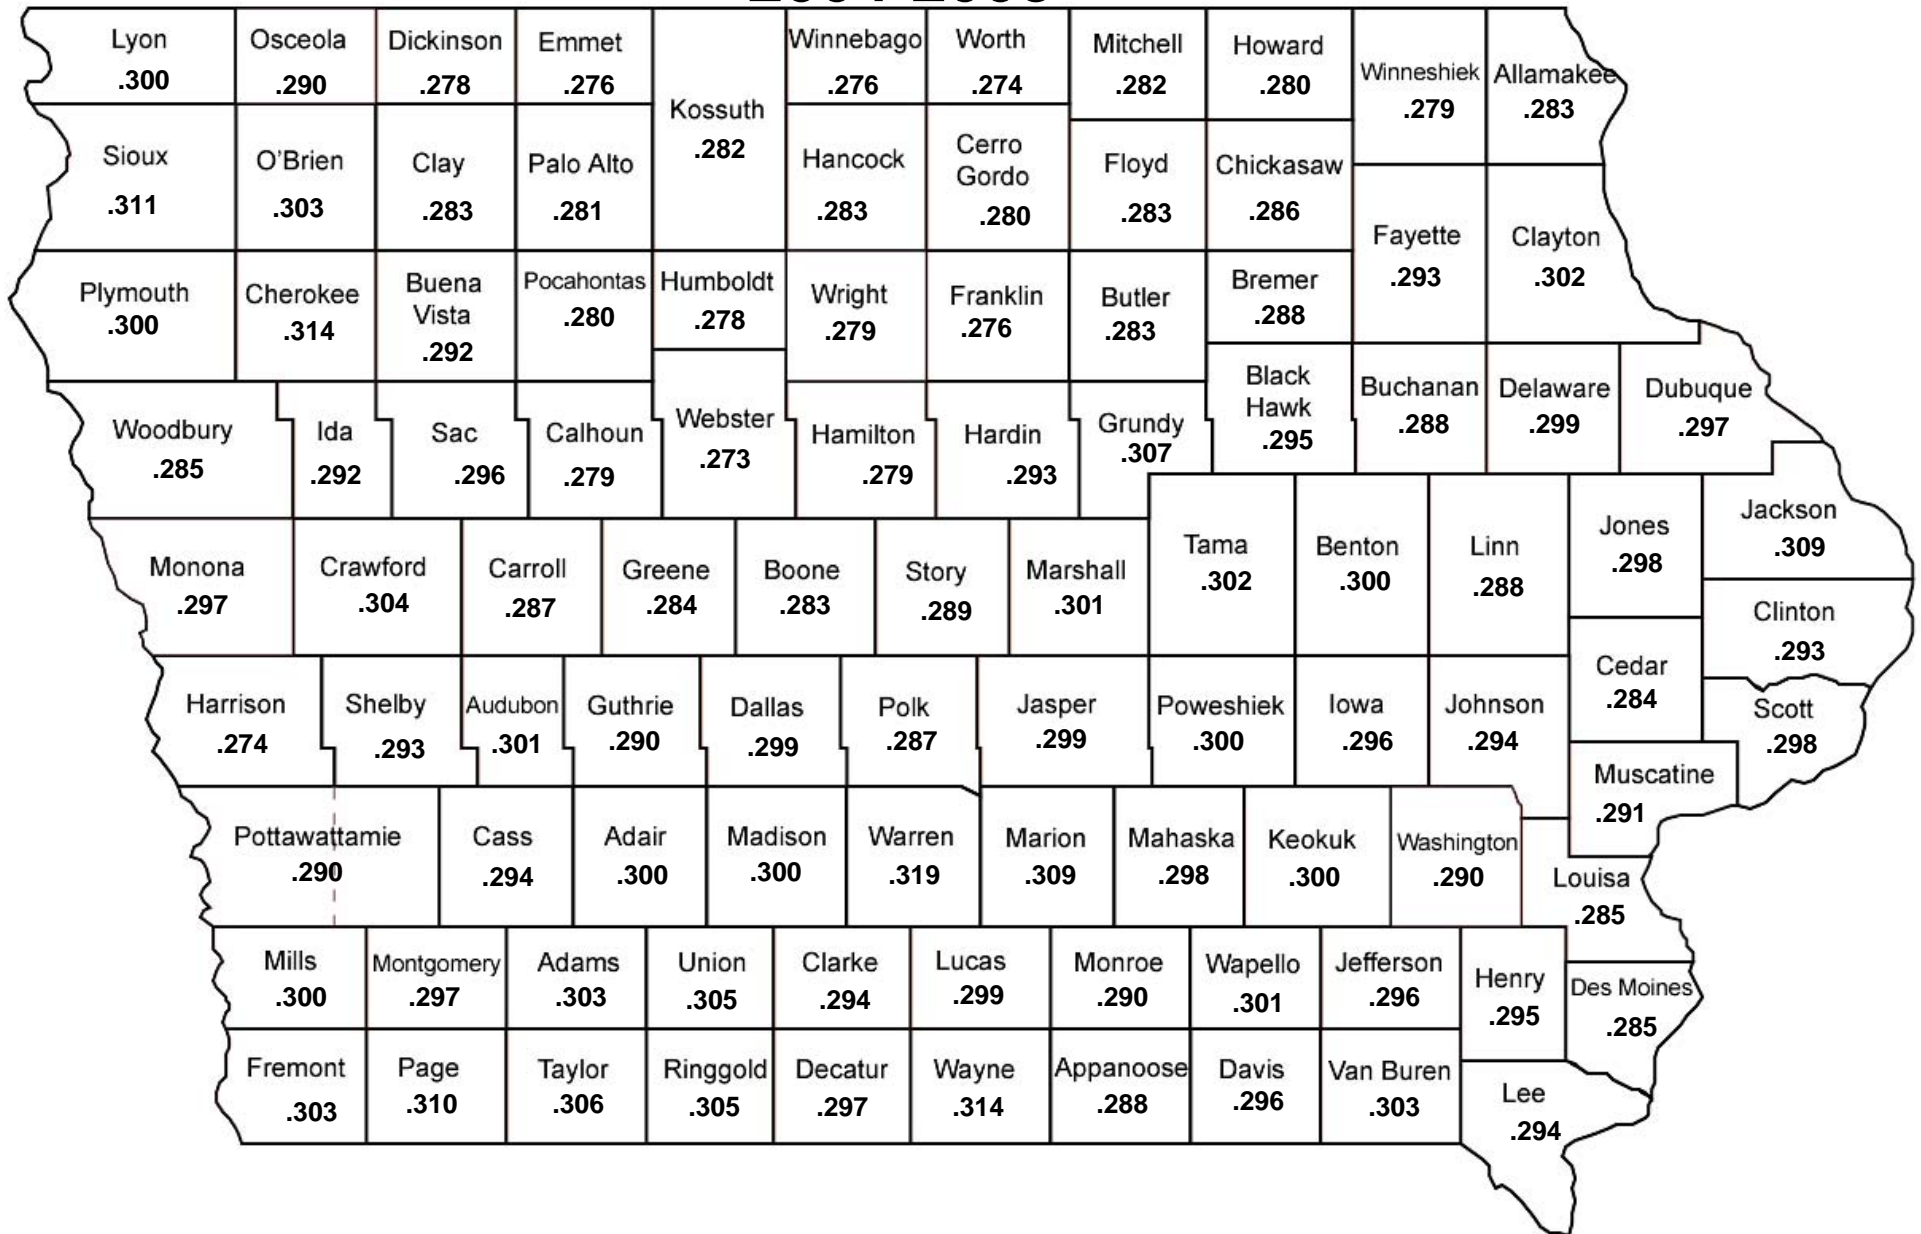 Lyon
.300
Osceola
.290
Dickinson
.278
Emmet
.276
Kossuth
.282
Winnebago
.276
Worth
.274
Mitchell
.282
Howard
.280
Winneshiek
.279
Allamakee
.283
Sioux
.311
O'Brien
.303
Clay
.283
Palo Alto
.281
Hancock
.283
Cerro
Gordo
.280
Floyd
.283
Chickasaw
.286
Fayette
.293
Clayton
.302
Plymouth
.300
Cherokee
.314
Buena
Vista
.292
Pocahontas
.280
Humboldt
.278
Wright
.279
Franklin
.276
Butler
.283
Bremer
.288
Woodbury
.285
Ida
.292
Sac
.296
Calhoun
.279
Webster
.273
Hamilton
.279
Hardin
.293
Grundy
.307
Black
Hawk
.295
Buchanan
.288
Delaware
.299
Dubuque
.297
Monona
.297
Crawford
.304
Carroll
.287
Greene
.284
Boone
.283
Story
.289
Marshall
.301
Tama
.302
Benton
.300
Linn
.288
Jones
.298
Jackson
.309
Clinton
.293
Harrison
.274
Shelby
.293
Audubon
.301
Guthrie
.290
Dallas
.299
Polk
.287
Jasper
.299
Poweshiek
.300
Iowa
.296
Johnson
.294
Cedar
.284
Scott
.298
Muscatine
.291
Pottawattamie
.290
Cass
.294
Adair
.300
Madison
.300
Warren
.319
Marion
.309
Mahaska
.298
Keokuk
.300
Washington
.290
Louisa
.285
Mills
.300
Montgomery
.297
Adams
.303
Union
.305
Clarke
.294
Lucas
.299
Monroe
.290
Wapello
.301
Jefferson
.296
Henry
.295
Des Moines
.285
Fremont
.303
Page
.310
Taylor
.306
Ringgold
.305
Decatur
.297
Wayne
.314
Appanoose
.288
Davis
.296
Van Buren
.303
Lee
.294